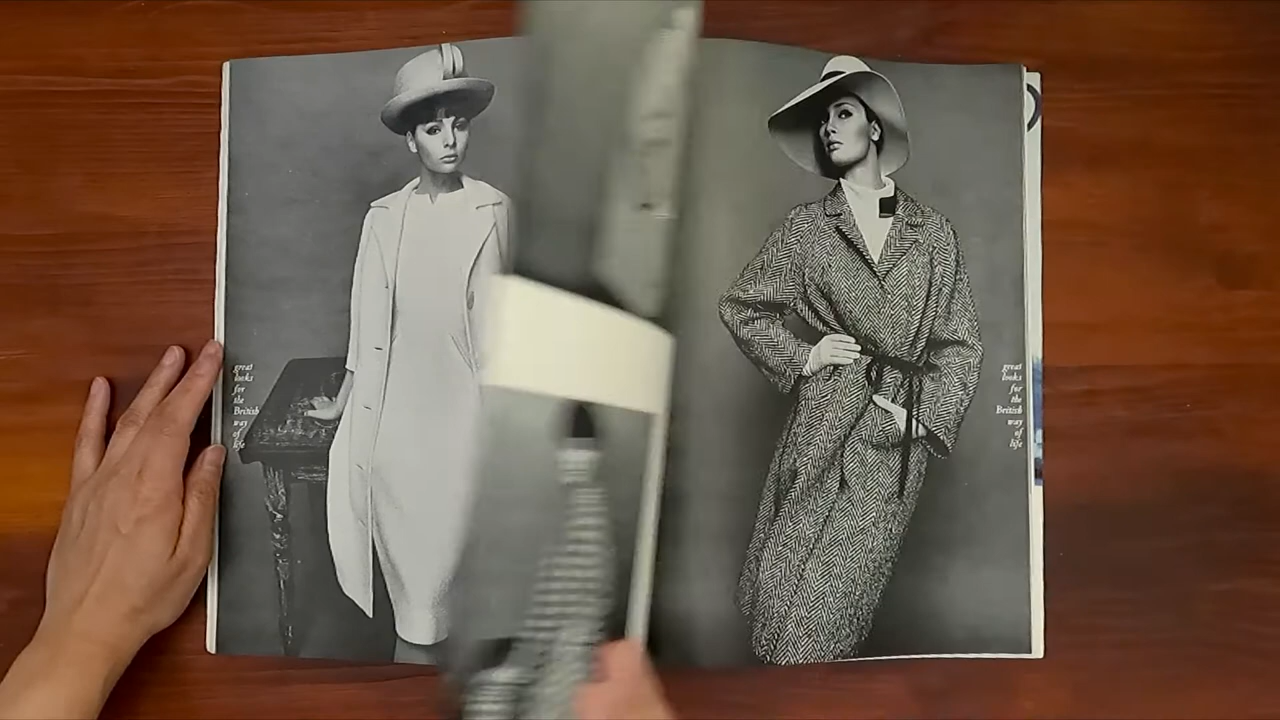 great
looks
for
the
British
way
of
life
great
looks
for
the
British
way
of
life